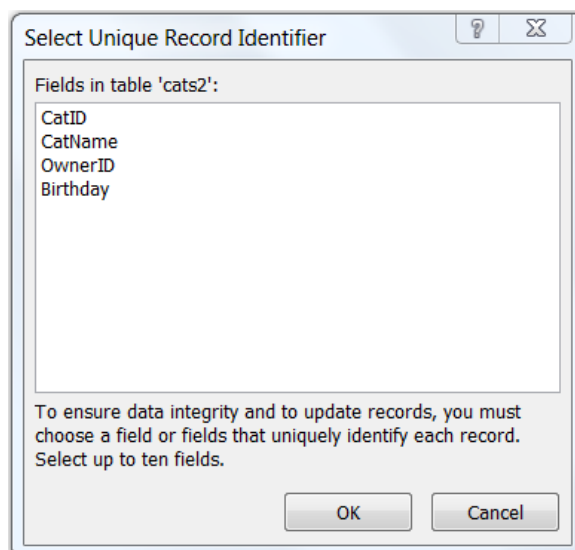 Select Unique Record Identifier
Fields in table 'cats2':
CatID
CatName
OwnerID
Birthday
To ensure data integrity and to update records, you must
choose a field or fields that uniquely identify each record.
Select up to ten fields.
OK Cancel